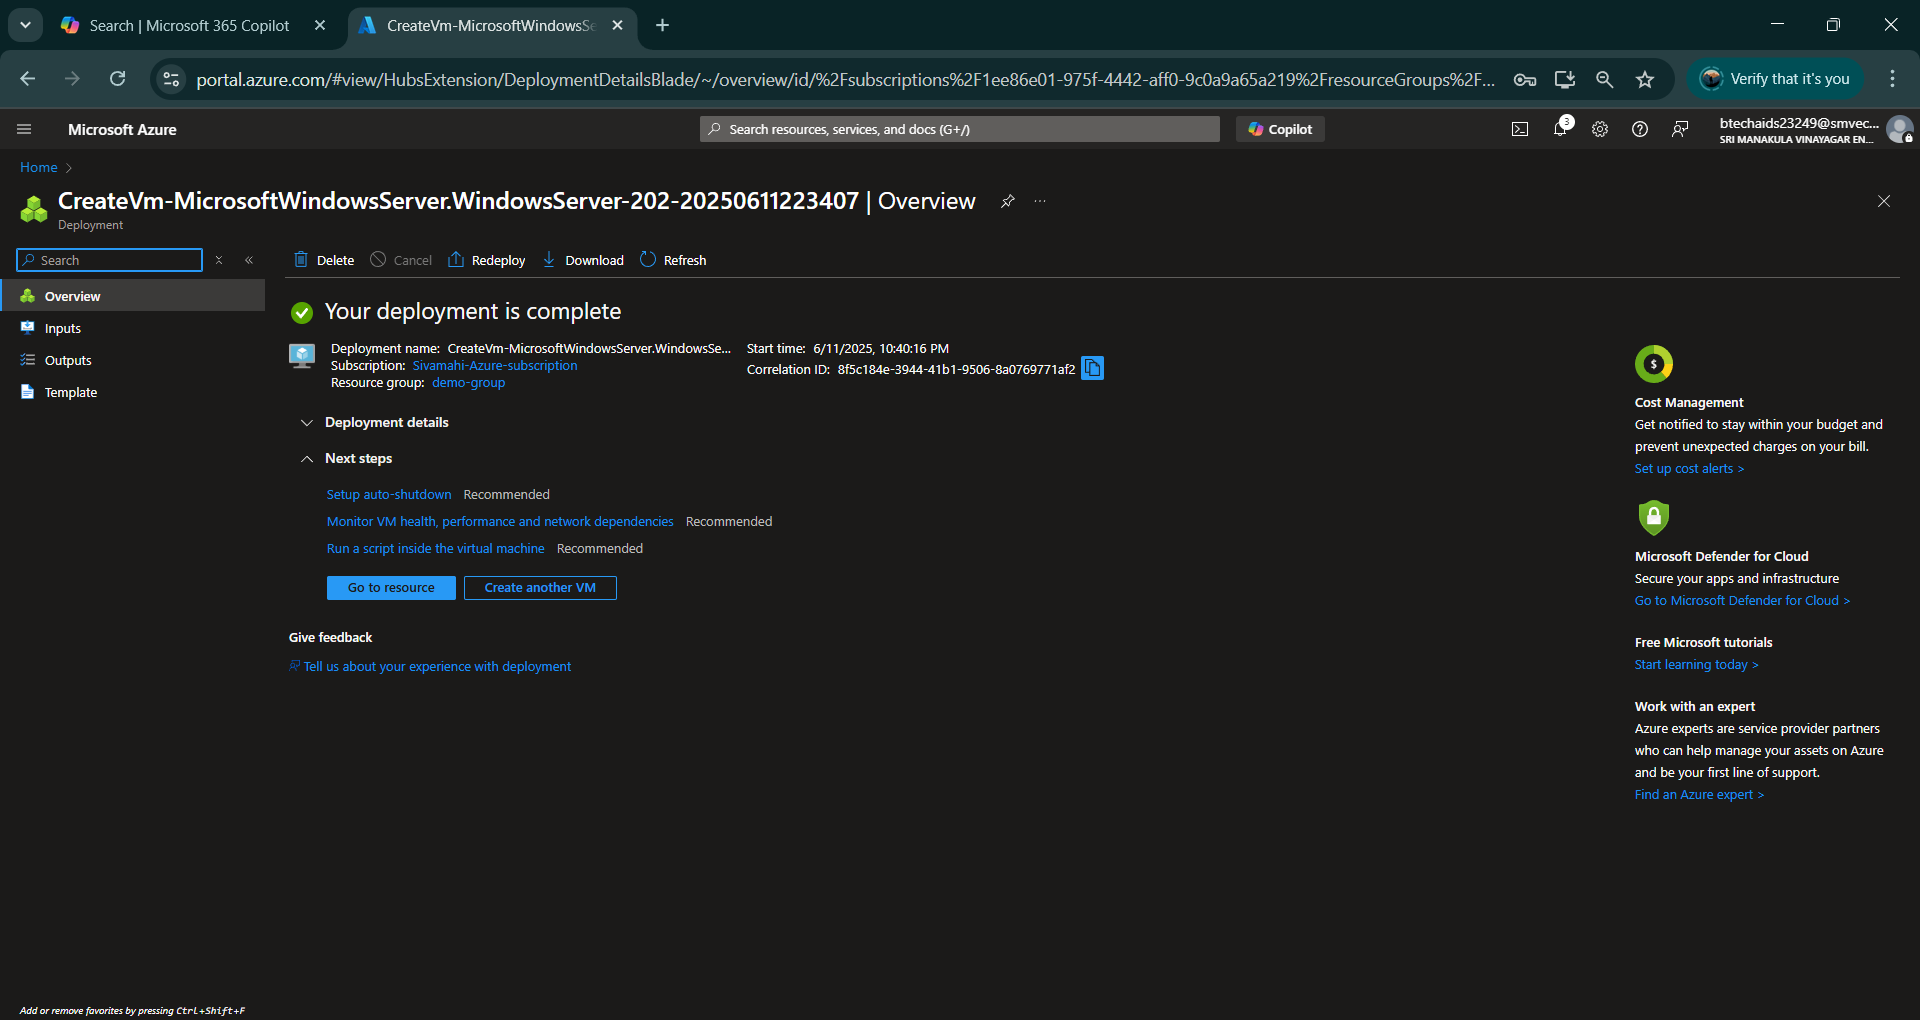 Search | Microsoft 365 Copilot
CreateVm-MicrosoftWindowsSe
portal.azure.com/#view/HubsExtension/DeploymentDetailsBlade/~/overview/id/%2Fsubscriptions%2F1ee86e01-975f-4442-aff0-9c0a9a65a219%2FresourceGroups%2F...
Verify that it's you
Microsoft Azure
Search resources, services, and docs (G+/)
Copilot
3
btechaids23249@smvec...
SRI MANAKULA VINAYAGAR EN...
Home
CreateVm-MicrosoftWindowsServer.WindowsServer-202-20250611223407 | Overview
Deployment
Search
Delete
Cancel
Redeploy
Download
Refresh
Overview
Inputs
Outputs
Template
Your deployment is complete
Deployment name: CreateVm-MicrosoftWindowsServer.WindowsSe...
Subscription: Sivamahi-Azure-subscription
Resource group: demo-group
Start time: 6/11/2025, 10:40:16 PM
Correlation ID: 8f5c184e-3944-41b1-9506-8a0769771af2
Deployment details
Next steps
Setup auto-shutdown Recommended
Monitor VM health, performance and network dependencies Recommended
Run a script inside the virtual machine Recommended
Go to resource
Create another VM
Give feedback
Tell us about your experience with deployment
$
Cost Management
Get notified to stay within your budget and
prevent unexpected charges on your bill.
Set up cost alerts >
Microsoft Defender for Cloud
Secure your apps and infrastructure
Go to Microsoft Defender for Cloud >
Free Microsoft tutorials
Start learning today >
Work with an expert
Azure experts are service provider partners
who can help manage your assets on Azure
and be your first line of support.
Find an Azure expert >
Add or remove favorites by pressing Ctrl+Shift+F